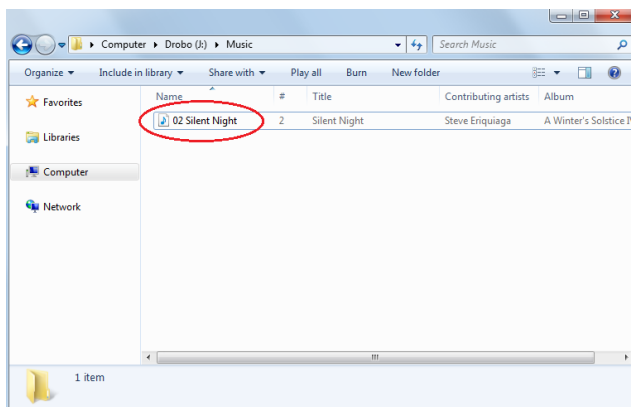 Computer ▸ Drobo (J:) ▸ Music Search Music
Organize Include in library Share with Play all Burn New folder
Name # Title Contributing artists Album
02 Silent Night 2 Silent Night Steve Eriquiaga A Winter's Solstice
Favorites
Libraries
Computer
Network
1 item